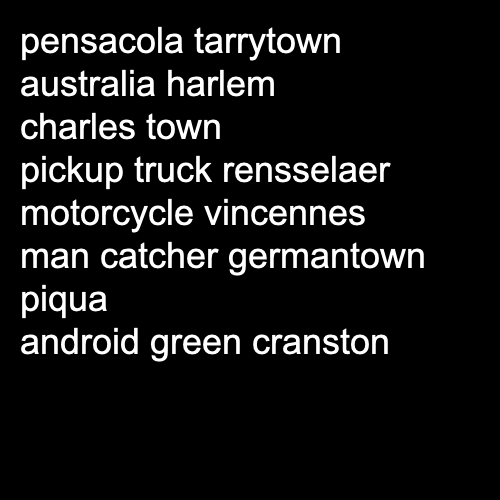 pensacola tarrytown
australia harlem
charles town
pickup truck rensselaer
motorcycle vincennes
man catcher germantown
piqua
android green cranston